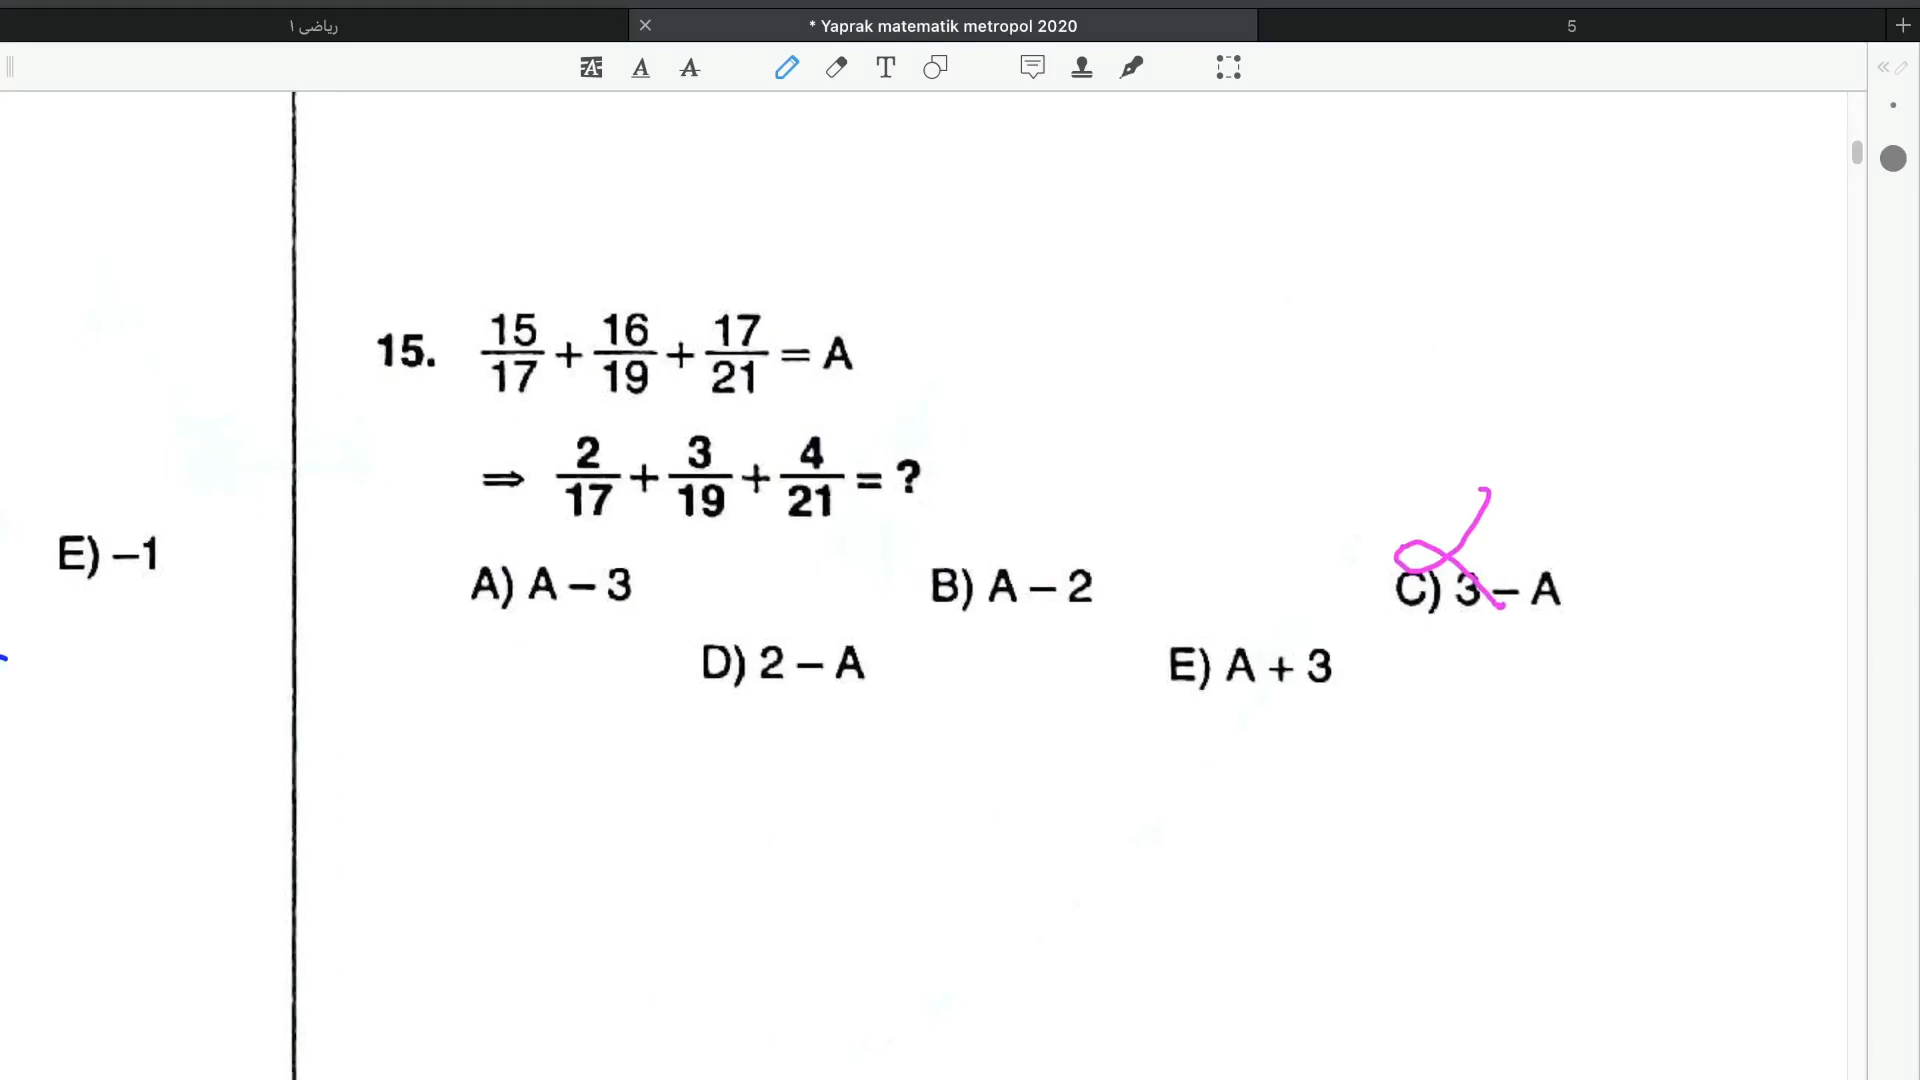 ریاضی ۱
* Yaprak matematik metropol 2020
5
15. 15/17 + 16/19 + 17/21 = A
⇒ 2/17 + 3/19 + 4/21 = ?
E) –1
A) A – 3 B) A – 2 C) 3 – A
D) 2 – A E) A + 3